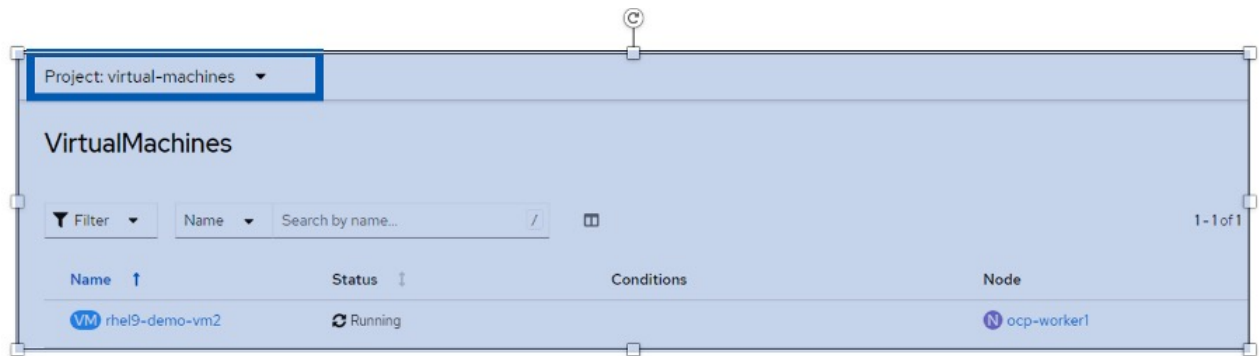 Project: virtual-machines
VirtualMachines
Filter Name Search by name... / 1-1 of 1
Name Status Conditions Node
VM rhel9-demo-vm2 Running N ocp-worker1